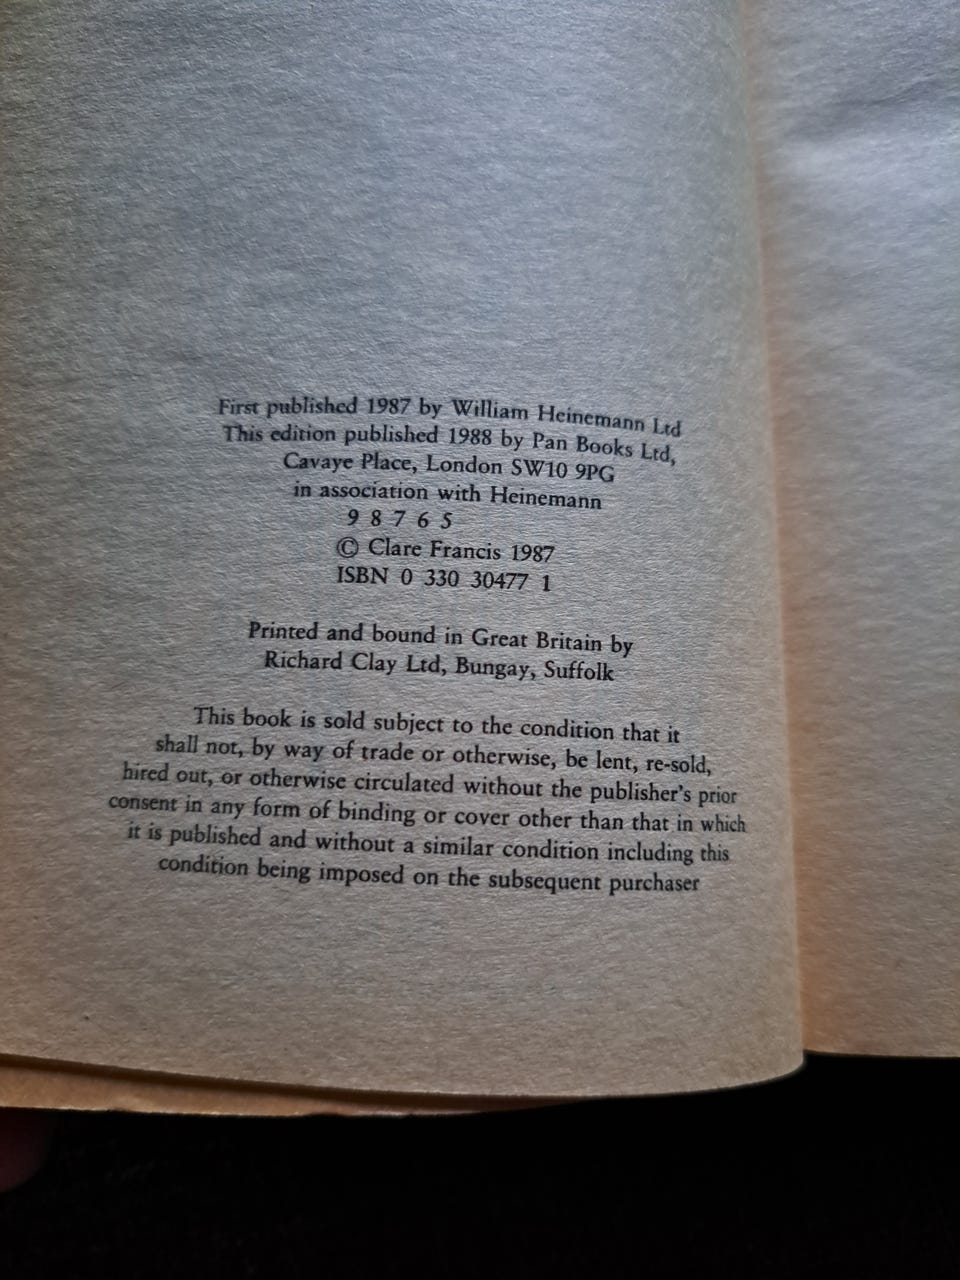 First published 1987 by William Heinemann Ltd
This edition published 1988 by Pan Books Ltd,
Cavaye Place, London SW10 9PG
in association with Heinemann
9 8 7 6 5
© Clare Francis 1987
ISBN 0 330 30477 1
Printed and bound in Great Britain by
Richard Clay Ltd, Bungay, Suffolk
This book is sold subject to the condition that it
shall not, by way of trade or otherwise, be lent, re-sold,
hired out, or otherwise circulated without the publisher's prior
consent in any form of binding or cover other than that in which
it is published and without a similar condition including this
condition being imposed on the subsequent purchaser